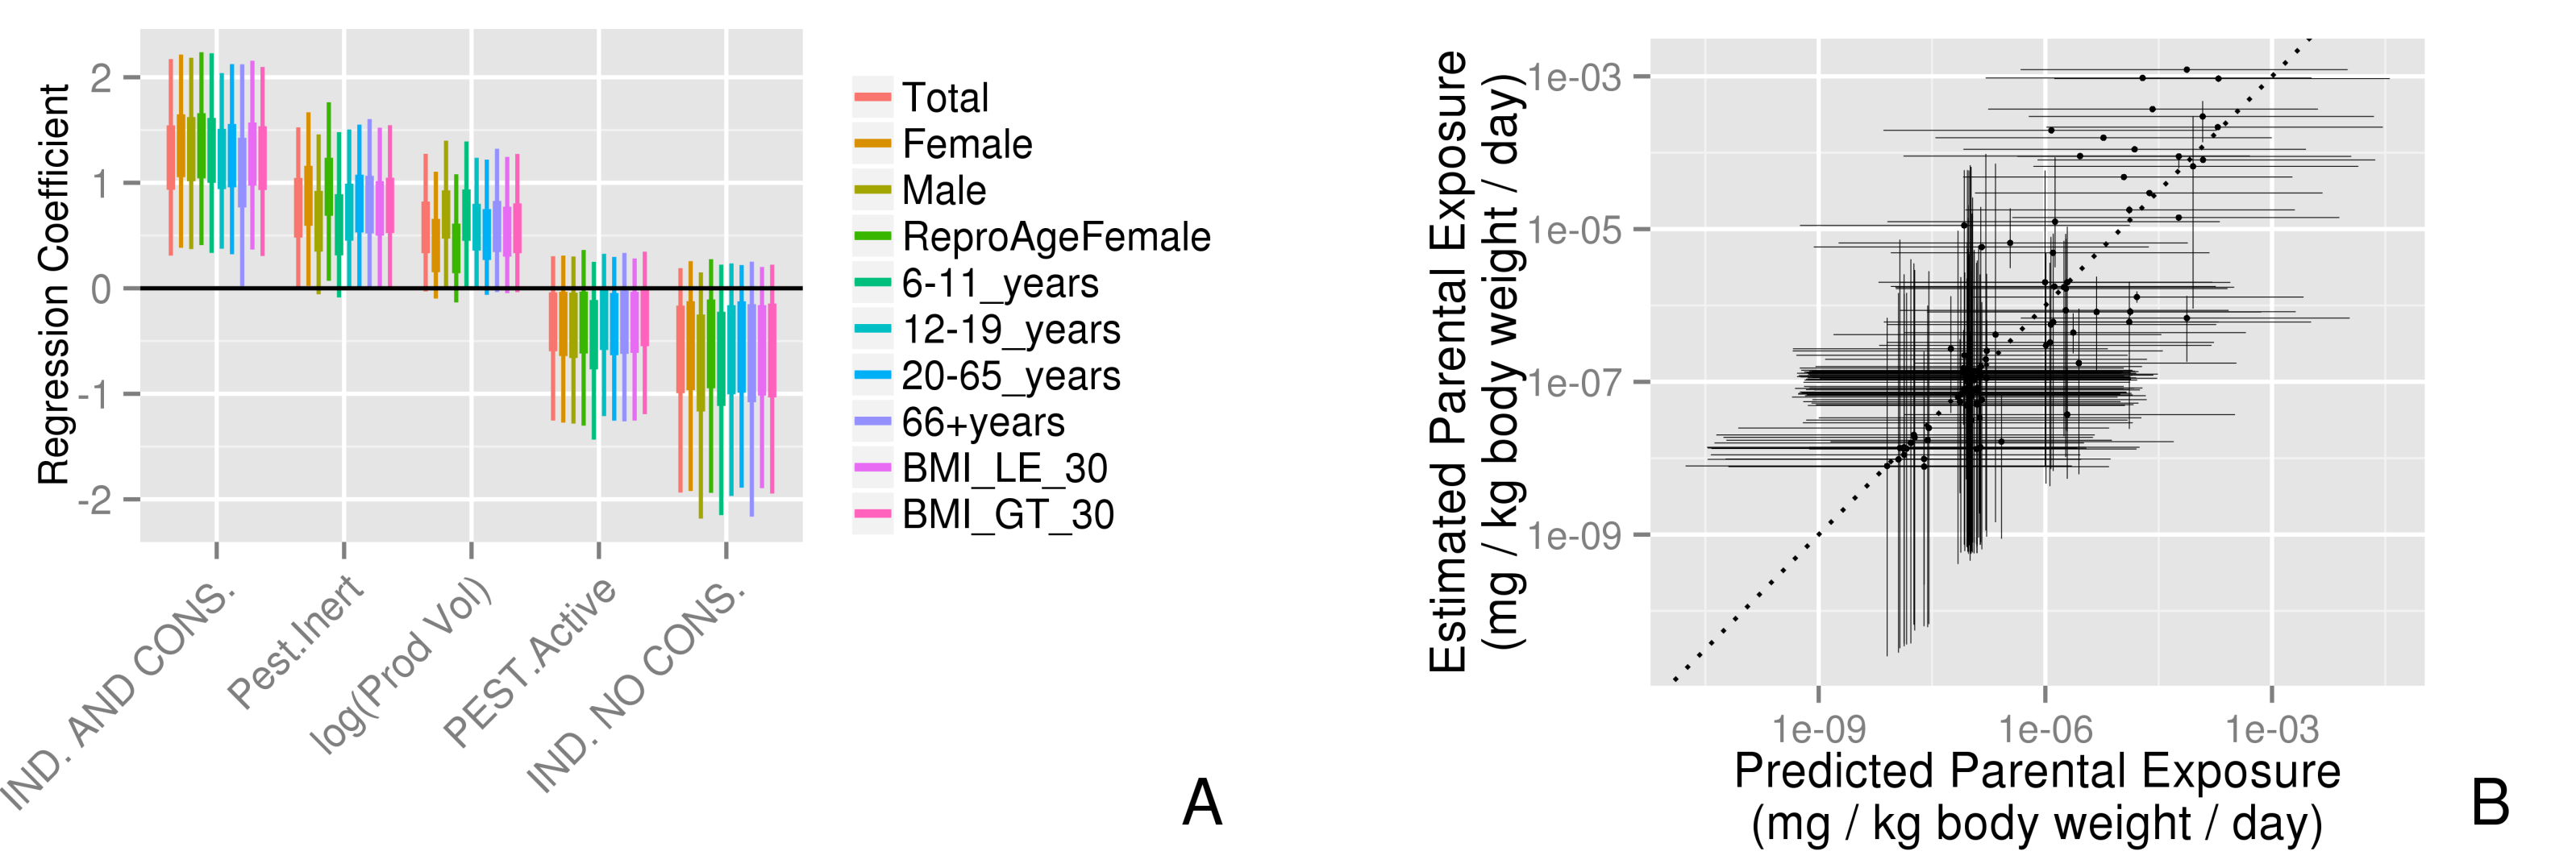 Regression Coefficient
2
1
0
-1
-2
IND. AND CONS.
Pest.Inert
log(Prod Vol)
PEST.Active
IND. NO CONS.
Total
Female
Male
ReproAgeFemale
6-11_years
12-19_years
20-65_years
66+years
BMI_LE_30
BMI_GT_30
A
Estimated Parental Exposure
(mg / kg body weight / day)
1e-03
1e-05
1e-07
1e-09
1e-09
1e-06
1e-03
Predicted Parental Exposure
(mg / kg body weight / day)
B